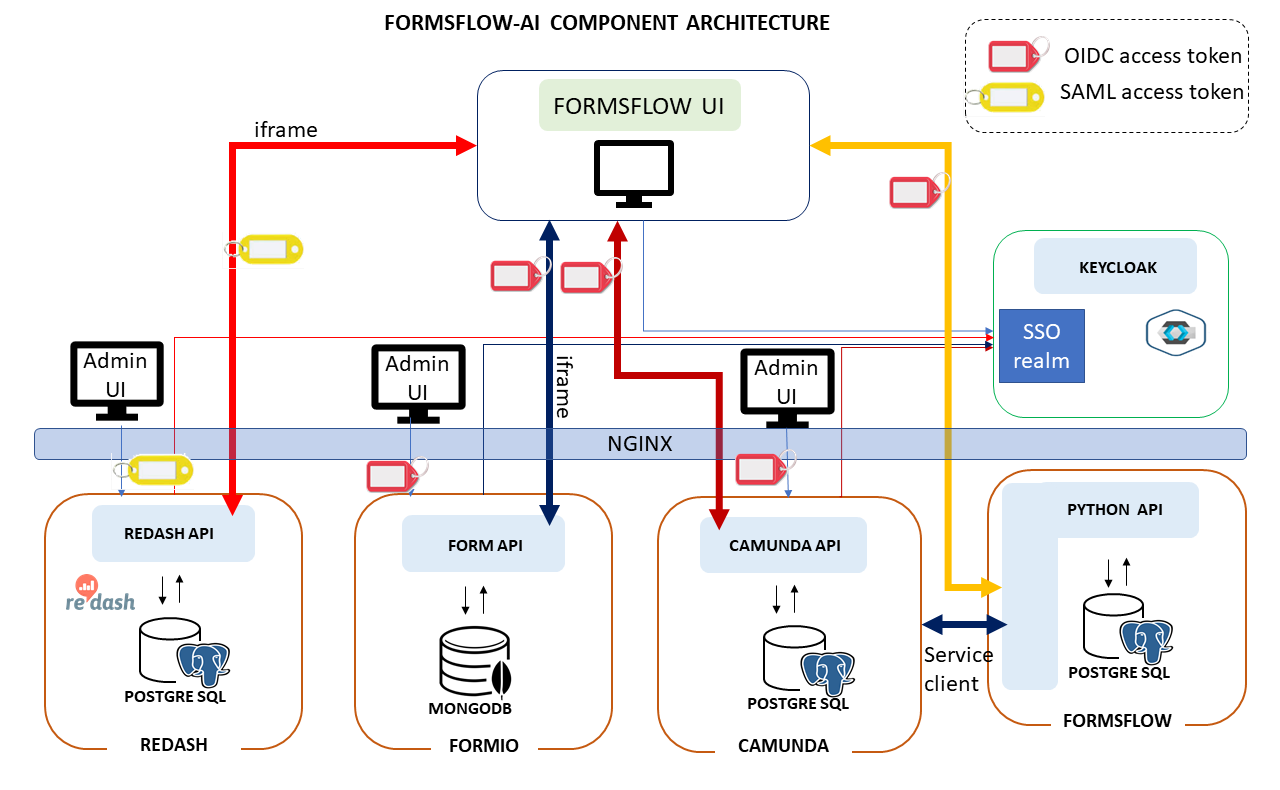 FORMSFLOW-AI COMPONENT ARCHITECTURE
OIDC access token
SAML access token
FORMSFLOW UI
iframe
KEYCLOAK
SSO
realm
Admin
UI
Admin
UI
Admin
UI
iframe
NGINX
REDASH API
FORM API
CAMUNDA API
PYTHON API
re:dash
POSTGRE SQL
MONGODB
POSTGRE SQL
POSTGRE SQL
Service
client
REDASH
FORMIO
CAMUNDA
FORMSFLOW